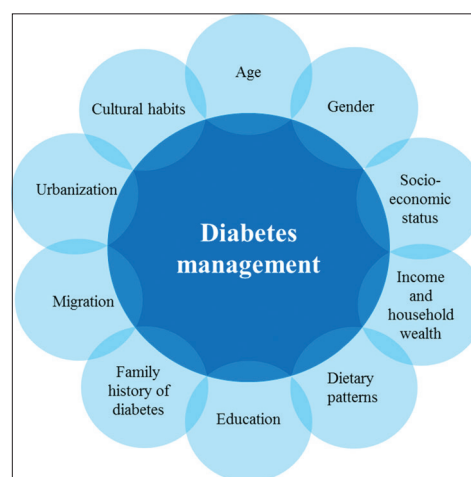 Age
Gender
Socio-
economic
status
Income and
household
wealth
Dietary
patterns
Education
Family
history of
diabetes
Migration
Urbanization
Cultural habits
Diabetes
management